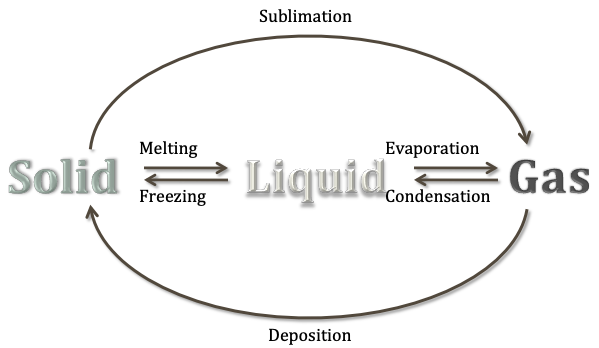 Sublimation
Melting
Evaporation
Solid
Liquid
Gas
Freezing
Condensation
Deposition